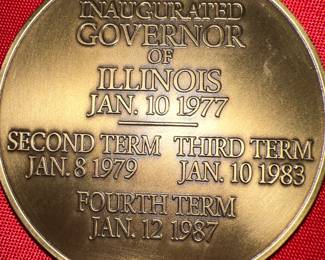 INAUGURATED
GOVERNOR
OF
ILLINOIS
JAN. 10 1977
SECOND TERM THIRD TERM
JAN. 8 1979 JAN. 10 1983
FOURTH TERM
JAN. 12 1987